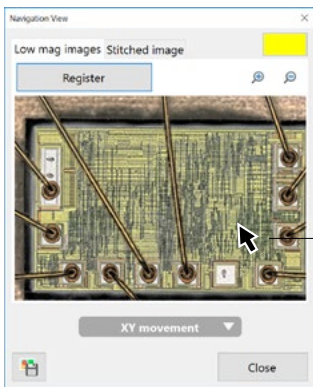 Navigation View
Low mag images Stitched image
Register
XY movement
Close